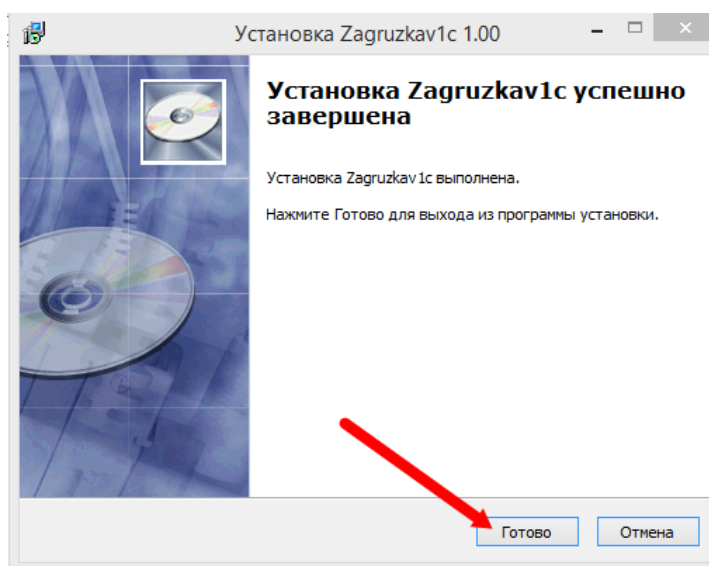 Установка Zagruzkav1c 1.00
Установка Zagruzkav1c успешно
завершена
Установка Zagruzkav1c выполнена.
Нажмите Готово для выхода из программы установки.
Готово
Отмена